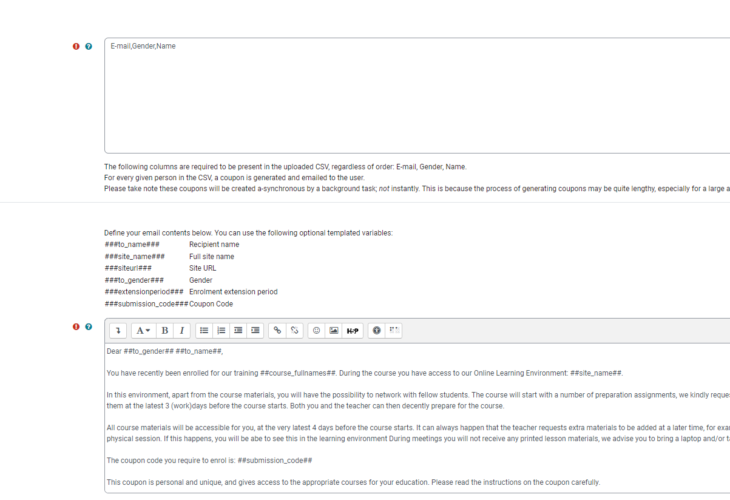 E-mail,Gender,Name
The following columns are required to be present in the uploaded CSV, regardless of order: E-mail, Gender, Name.
For every given person in the CSV, a coupon is generated and emailed to the user.
Please take note these coupons will be created a-synchronous by a background task; not instantly. This is because the process of generating coupons may be quite lengthy, especially for a large a
Define your email contents below. You can use the following optional templated variables:
###to_name### Recipient name
###site_name### Full site name
###siteurl### Site URL
###to_gender### Gender
###extensionperiod### Enrolment extension period
###submission_code### Coupon Code
A B I H-P
Dear ##to_gender## ##to_name##,
You have recently been enrolled for our training ##course_fullnames##. During the course you have access to our Online Learning Environment: ##site_name##.
In this environment, apart from the course materials, you will have the possibility to network with fellow students. The course will start with a number of preparation assignments, we kindly reque
them at the latest 3 (work)days before the course starts. Both you and the teacher can then decently prepare for the course.
All course materials will be accessible for you, at the very latest 4 days before the course starts. It can always happen that the teacher requests extra materials to be added at a later time, for exa
physical session. If this happens, you will be abe to see this in the learning environment During meetings you will not receive any printed lesson materials, we advise you to bring a laptop and/or t
The coupon code you require to enrol is: ##submission_code##
This coupon is personal and unique, and gives access to the appropriate courses for your education. Please read the instructions on the coupon carefully.